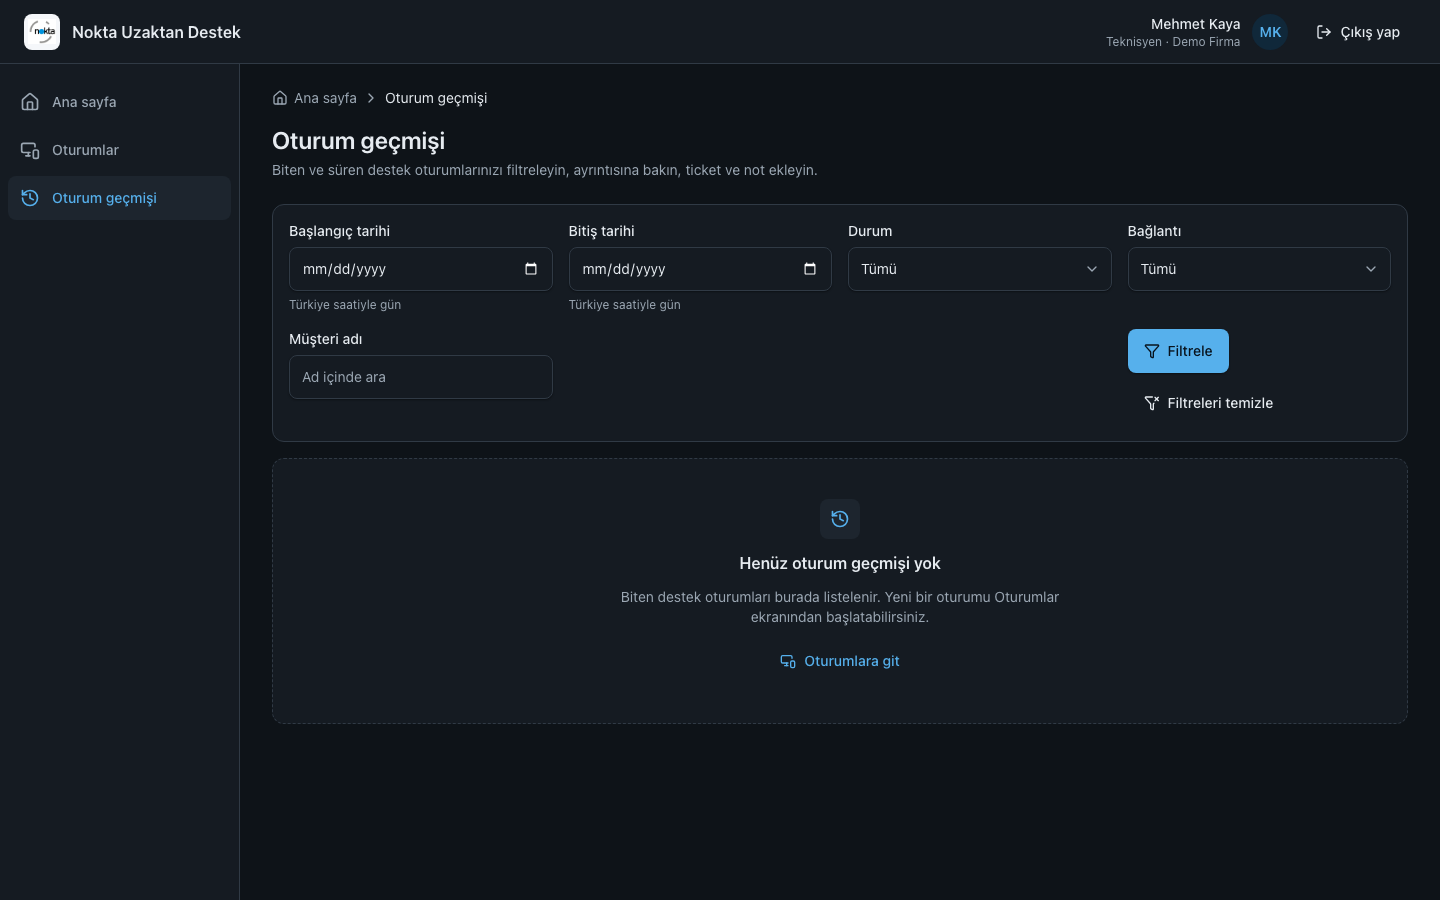 nokta
Nokta Uzaktan Destek
Mehmet Kaya
Teknisyen · Demo Firma
MK
Çıkış yap
Ana sayfa
Oturumlar
Oturum geçmişi
Ana sayfa
Oturum geçmişi
Oturum geçmişi
Biten ve süren destek oturumlarınızı filtreleyin, ayrıntısına bakın, ticket ve not ekleyin.
Başlangıç tarihi
Bitiş tarihi
Durum
Bağlantı
mm/dd/yyyy
mm/dd/yyyy
Tümü
Tümü
Türkiye saatiyle gün
Türkiye saatiyle gün
Müşteri adı
Ad içinde ara
Filtrele
Filtreleri temizle
Henüz oturum geçmişi yok
Biten destek oturumları burada listelenir. Yeni bir oturumu Oturumlar
ekranından başlatabilirsiniz.
Oturumlara git